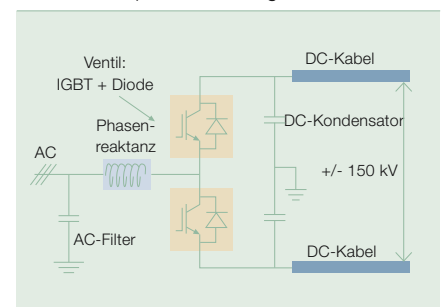 DC-Kabel
Ventil:
IGBT + Diode
Phasen-
reaktanz
DC-Kondensator
AC
+/- 150 kV
AC-Filter
DC-Kabel